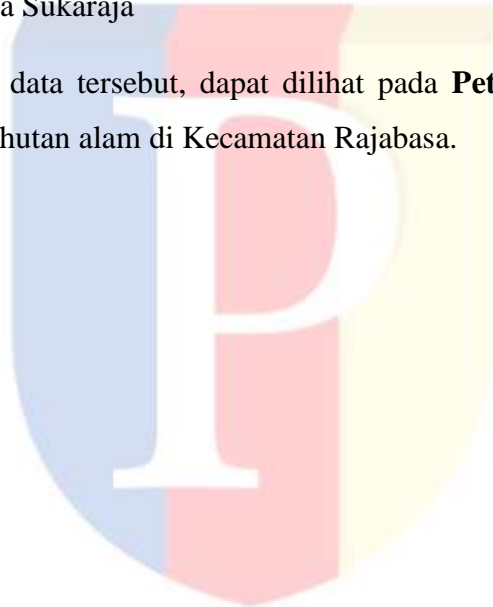 a Sukaraja
data tersebut, dapat dilihat pada Pet
hutan alam di Kecamatan Rajabasa.
P